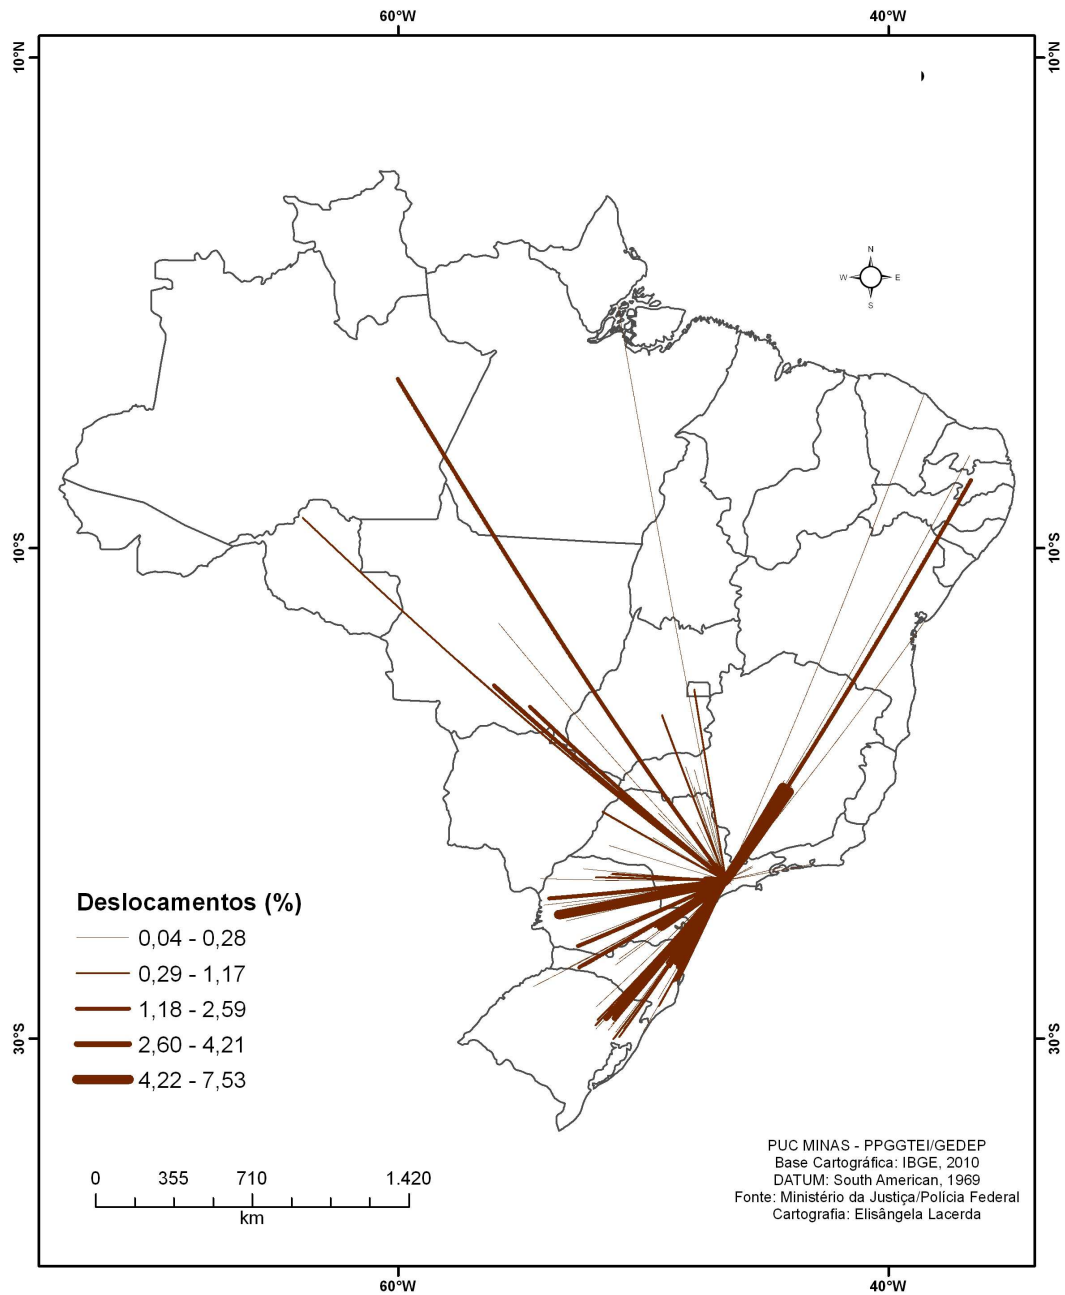 60°W
40°W
10°N
10°N
N
W
E
S
10°S
10°S
Deslocamentos (%)
0,04 - 0,28
0,29 - 1,17
1,18 - 2,59
2,60 - 4,21
4,22 - 7,53
30°S
30°S
PUC MINAS - PPGGTEI/GEDEP
Base Cartográfica: IBGE, 2010
DATUM: South American, 1969
Fonte: Ministério da Justiça/Polícia Federal
Cartografia: Elisângela Lacerda
0 355 710 1.420
km
60°W
40°W